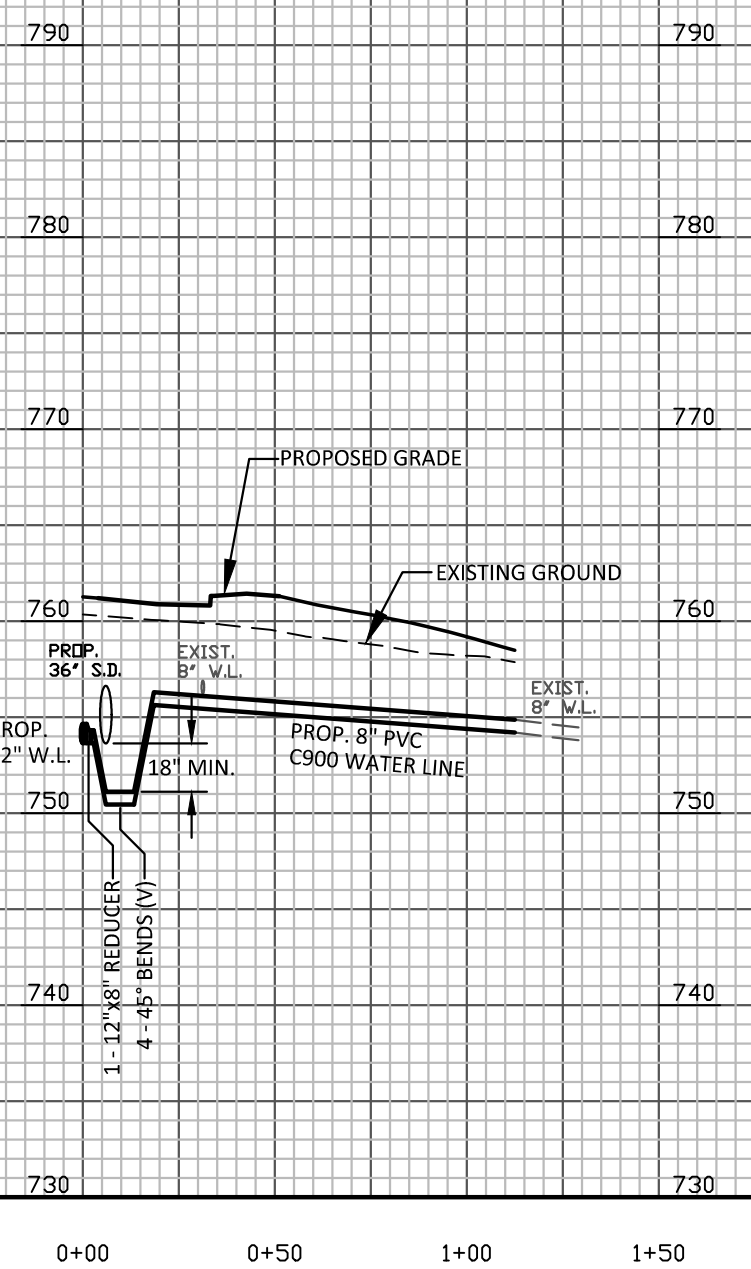 790 790
780 780
770 770
PROPOSED GRADE
EXISTING GROUND
760 760
PROP.
36" S.D.
EXIST.
8" W.L.
EXIST.
8" W.L.
ROP.
2" W.L.
PROP. 8" PVC
C900 WATER LINE
18" MIN.
750 750
1 - 12"x8" REDUCER
4 - 45° BENDS (V)
740 740
730 730
0+00 0+50 1+00 1+50